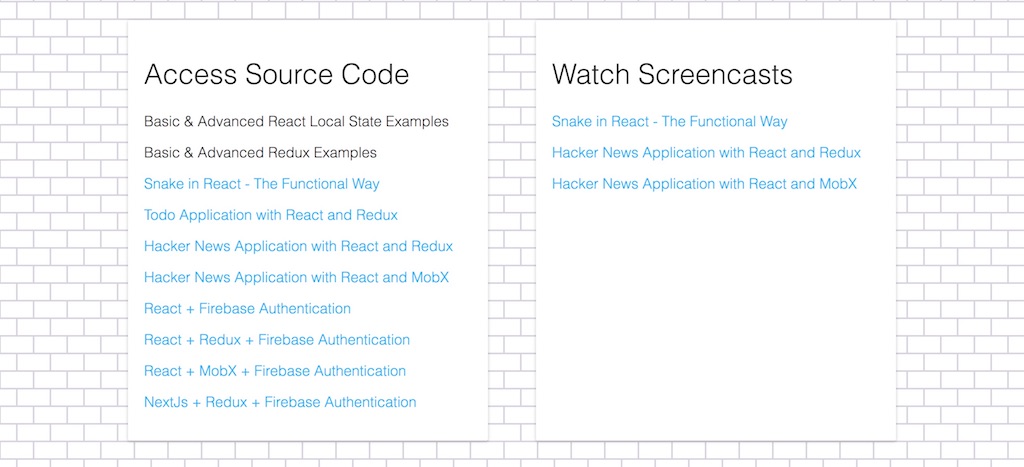 Access Source Code
Basic & Advanced React Local State Examples
Basic & Advanced Redux Examples
Snake in React - The Functional Way
Todo Application with React and Redux
Hacker News Application with React and Redux
Hacker News Application with React and MobX
React + Firebase Authentication
React + Redux + Firebase Authentication
React + MobX + Firebase Authentication
NextJs + Redux + Firebase Authentication
Watch Screencasts
Snake in React - The Functional Way
Hacker News Application with React and Redux
Hacker News Application with React and MobX